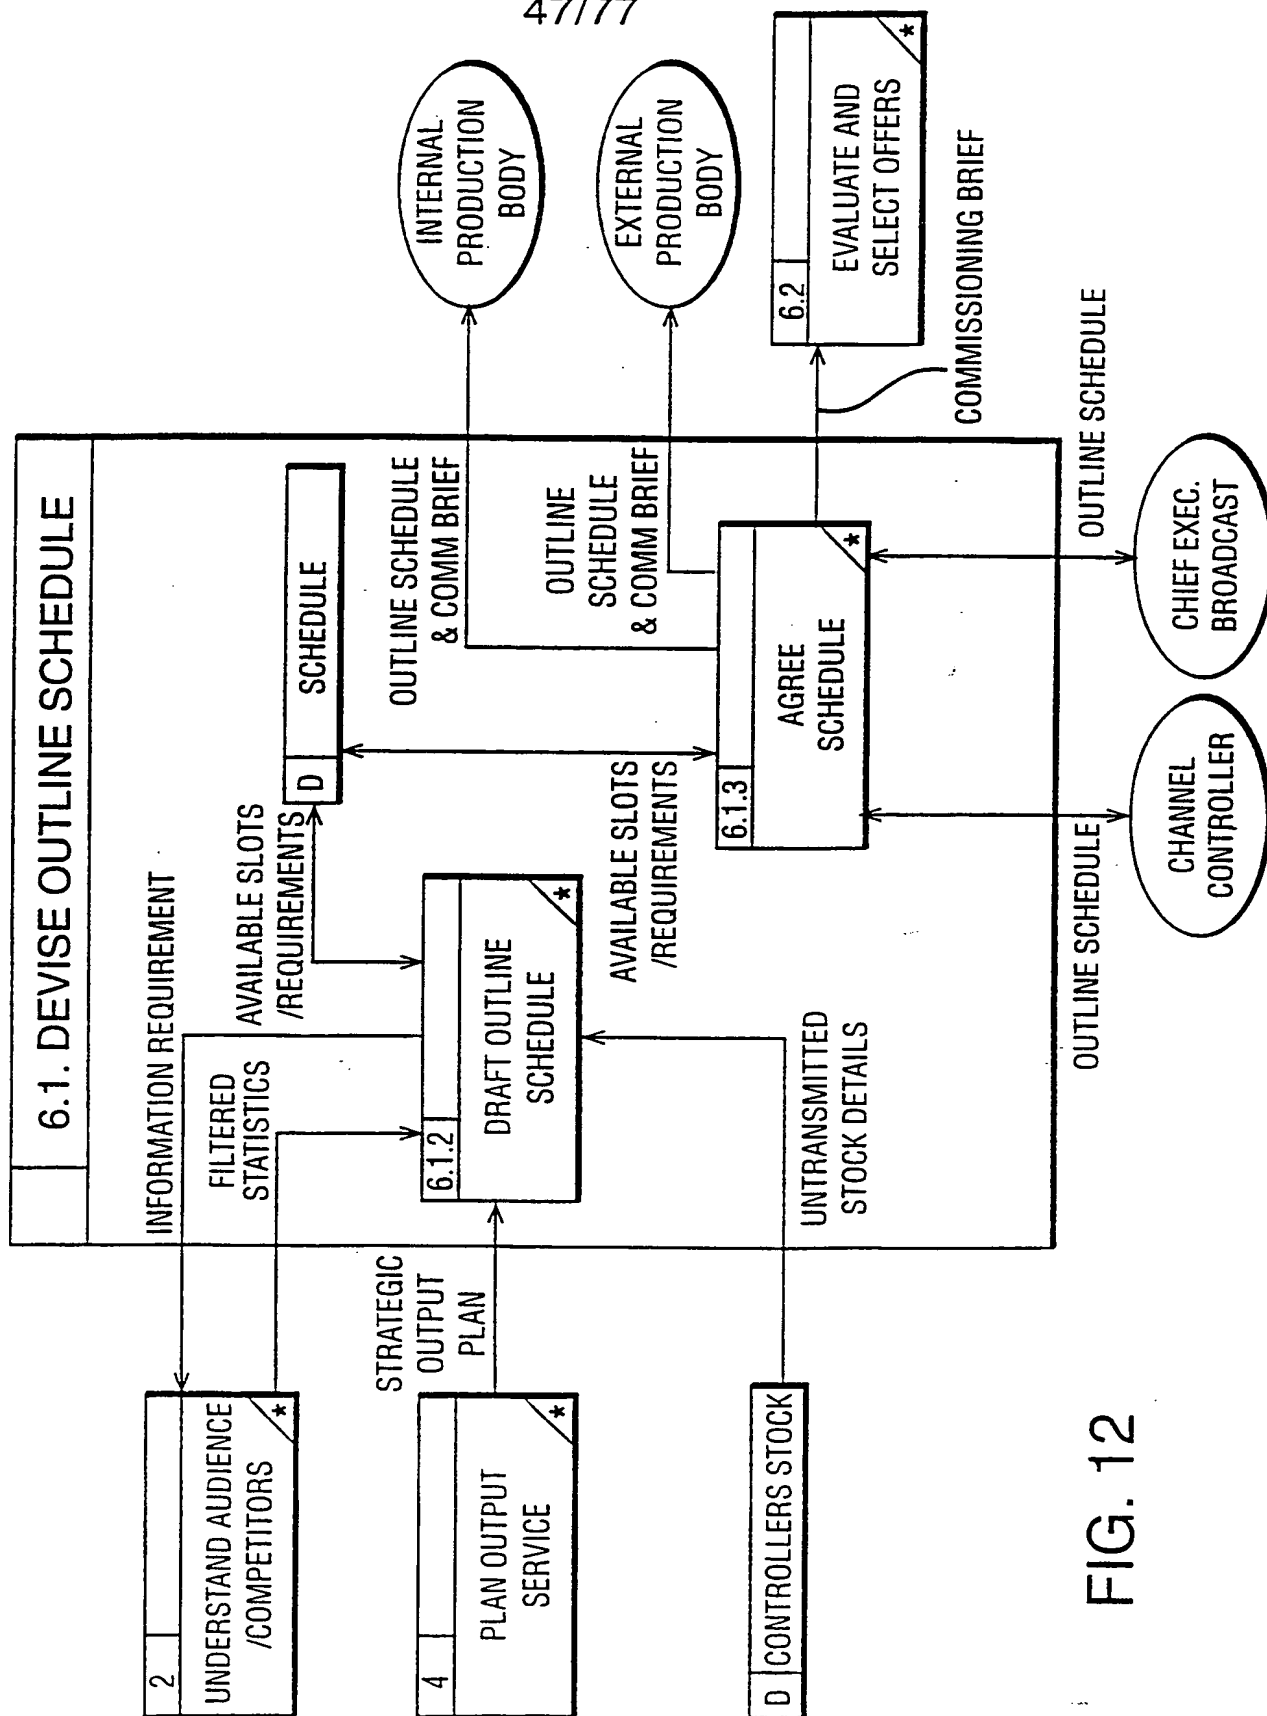 47/77
6.1. DEVISE OUTLINE SCHEDULE
2
UNDERSTAND AUDIENCE
/COMPETITORS
*
INFORMATION REQUIREMENT
FILTERED
STATISTICS
4
PLAN OUTPUT
SERVICE
*
STRATEGIC
OUTPUT
PLAN
D
CONTROLLERS STOCK
UNTRANSMITTED
STOCK DETAILS
6.1.2
DRAFT OUTLINE
SCHEDULE
*
AVAILABLE SLOTS
/REQUIREMENTS
D
SCHEDULE
AVAILABLE SLOTS
/REQUIREMENTS
6.1.3
AGREE
SCHEDULE
*
OUTLINE SCHEDULE
& COMM BRIEF
OUTLINE
SCHEDULE
& COMM BRIEF
INTERNAL
PRODUCTION
BODY
EXTERNAL
PRODUCTION
BODY
6.2
EVALUATE AND
SELECT OFFERS
*
COMMISSIONING BRIEF
OUTLINE SCHEDULE
CHANNEL
CONTROLLER
OUTLINE SCHEDULE
CHIEF EXEC.
BROADCAST
FIG. 12